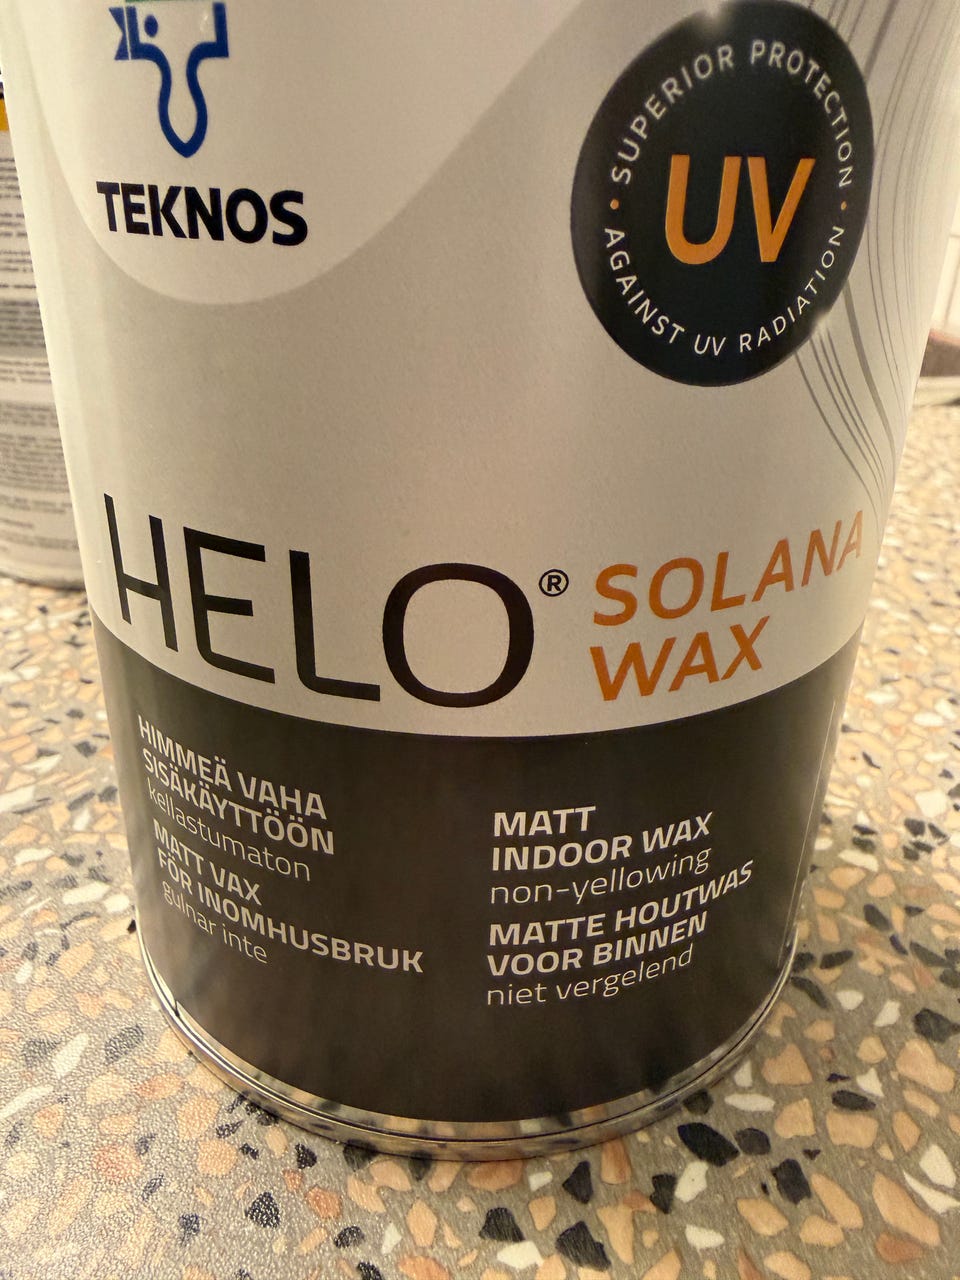 TEKNOS
SUPERIOR PROTECTION
UV
AGAINST UV RADIATION
HELO® SOLANA
WAX
HIMMEÄ VAHA
SISÄKÄYTTÖÖN
kellastumaton
MATT VAX
FÖR INOMHUSBRUK
gulnar inte
MATT
INDOOR WAX
non-yellowing
MATTE HOUTWAS
VOOR BINNEN
niet vergelend